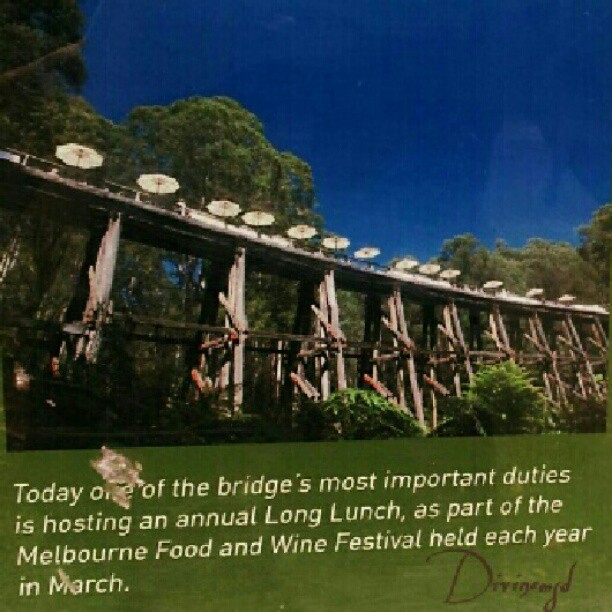 Today one of the bridge's most important duties
is hosting an annual Long Lunch, as part of the
Melbourne Food and Wine Festival held each year
in March.